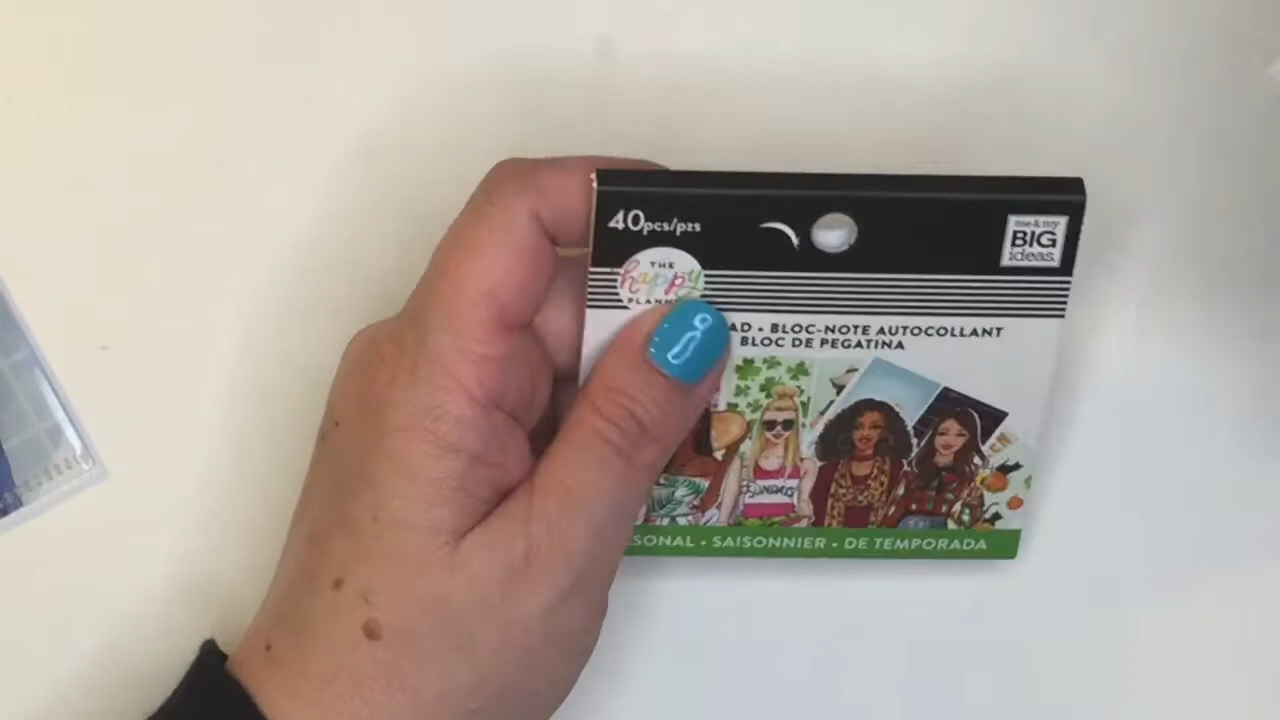 40pcs/pzs
me & my
BIG
ideas.
THE
happy
AD • BLOC-NOTE AUTOCOLLANT
BLOC DE PEGATINA
SUNDAYS
SONAL • SAISONNIER • DE TEMPORADA